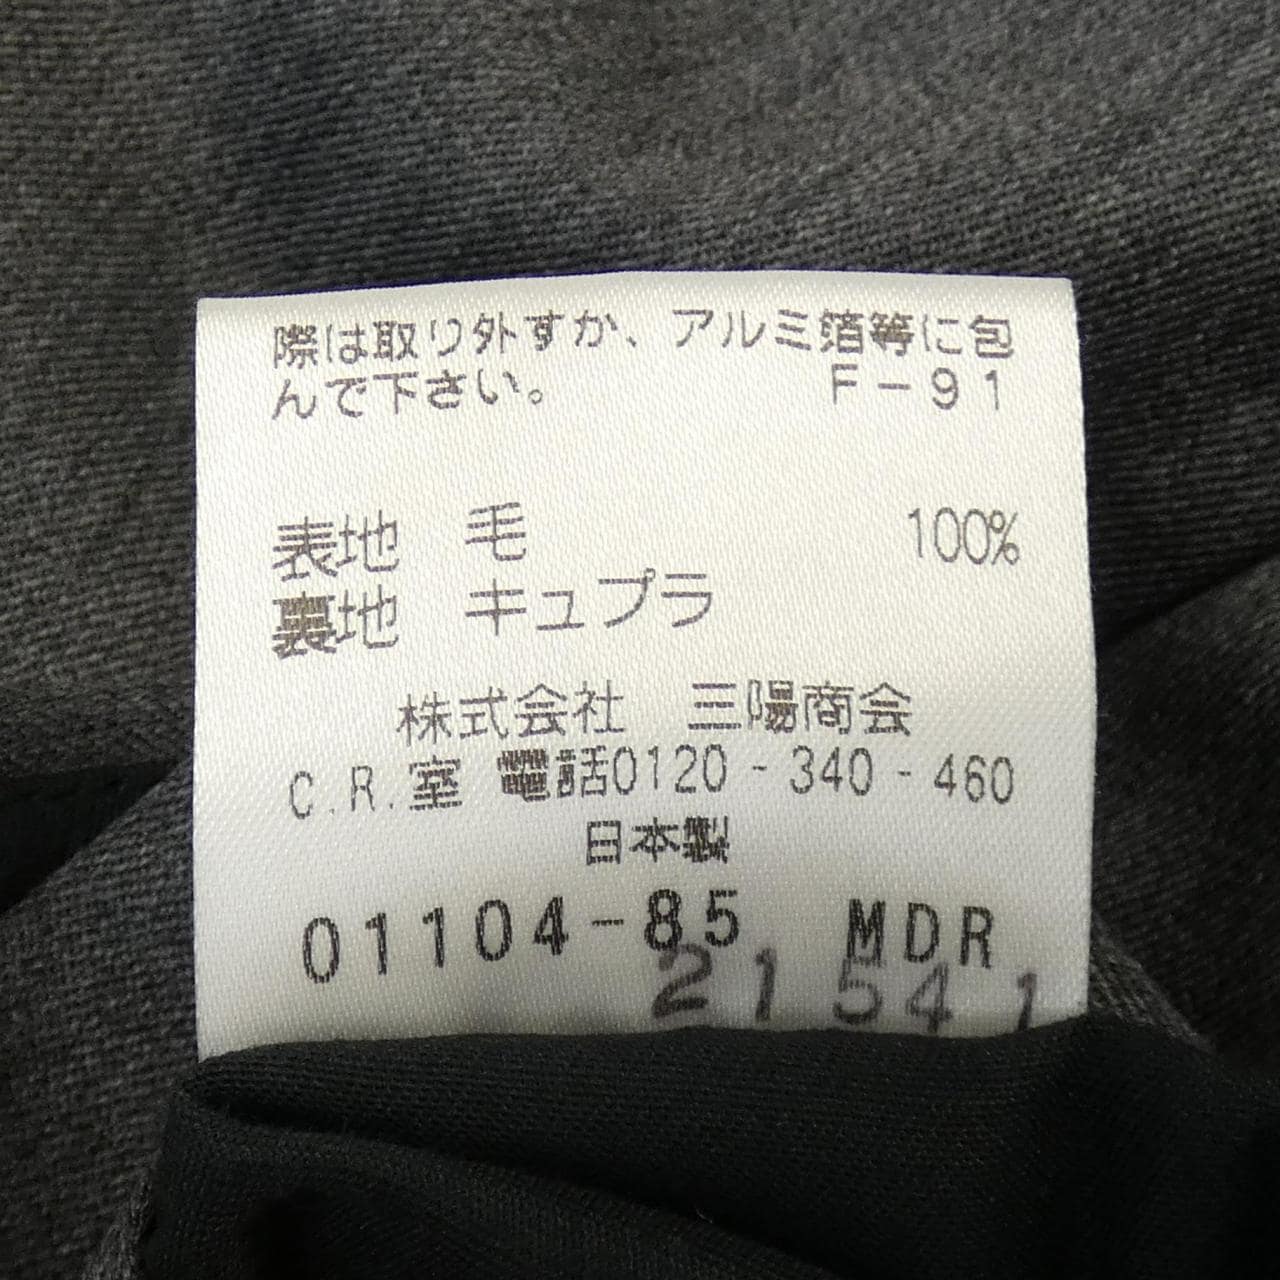 際は取り外すか、アルミ箔等に包
んで下さい。 F-91
表地 毛 100%
裏地 キュプラ
株式会社 三陽商会
C.R.室 電話0120-340-460
日本製
01104-85 MDR
21541